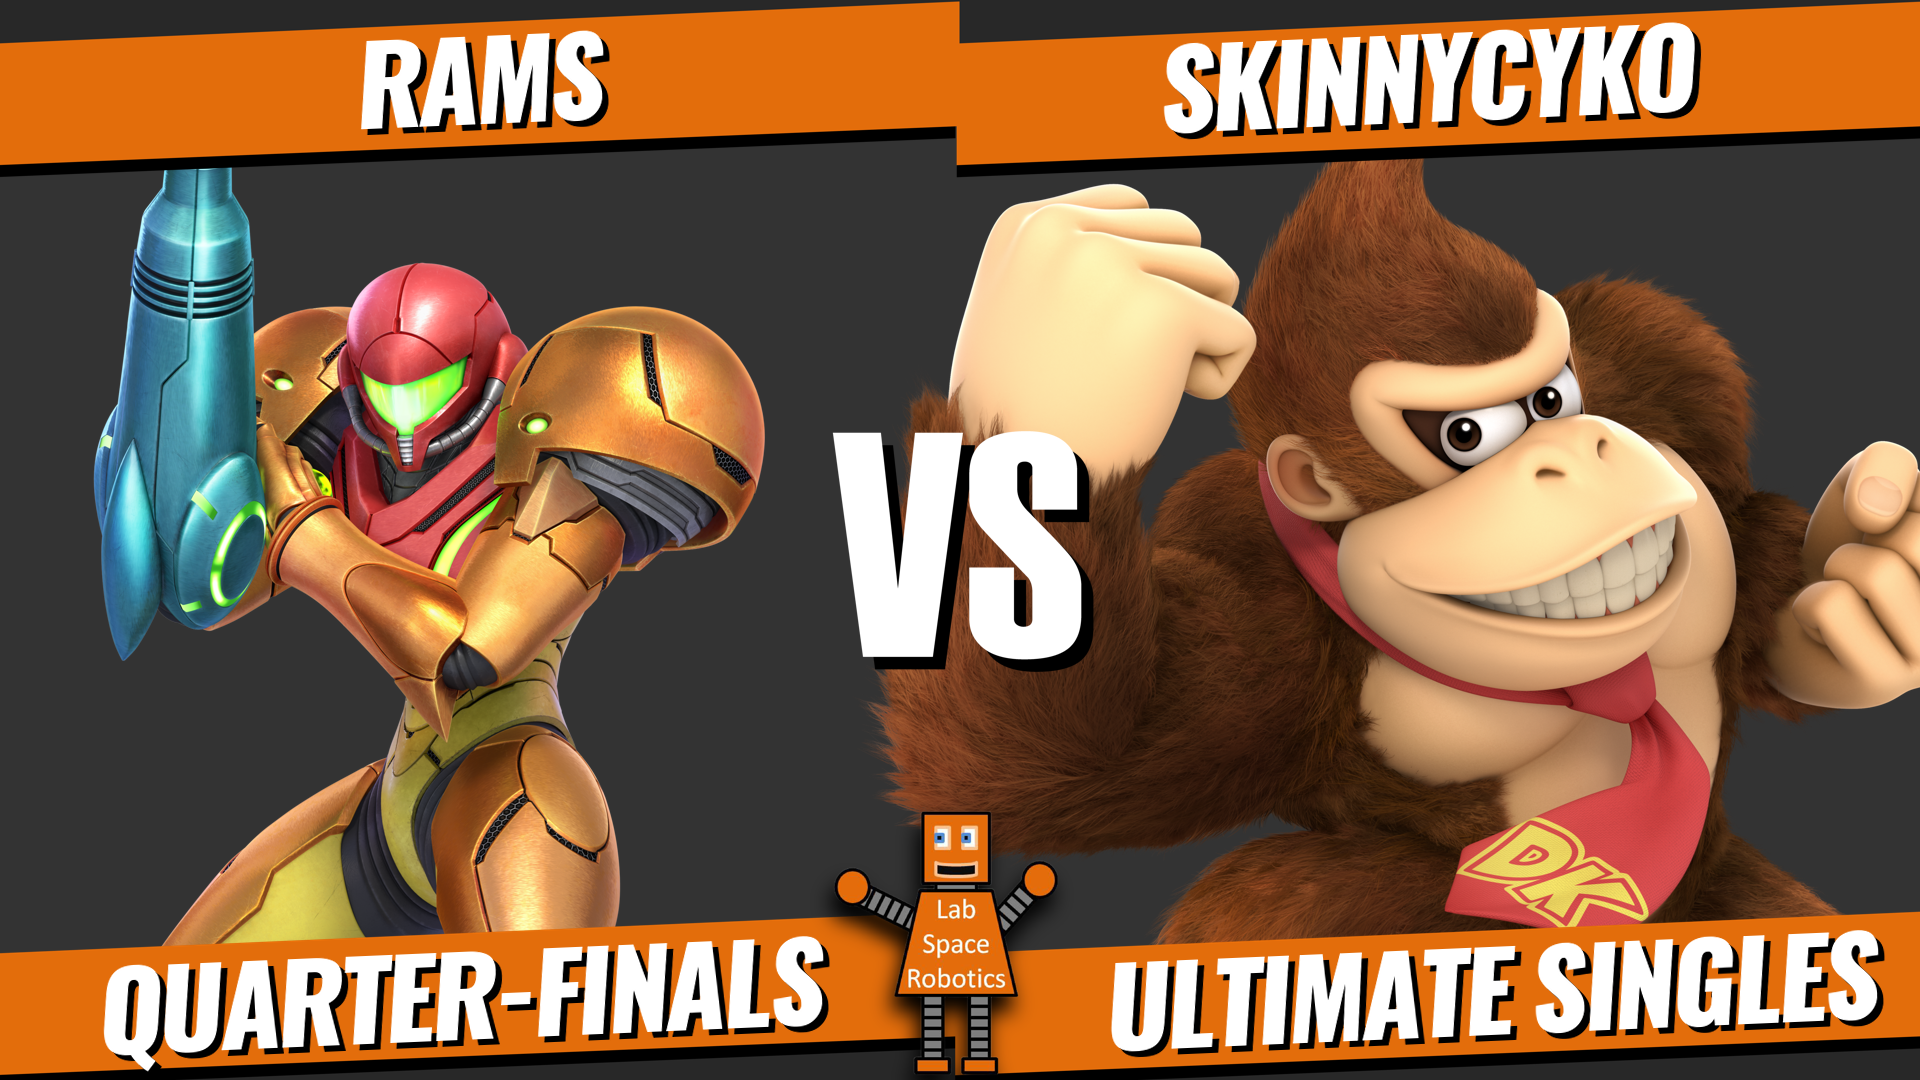 RAMS
SKINNYCYKO
VS
DK
Lab
Space
Robotics
QUARTER-FINALS
ULTIMATE SINGLES